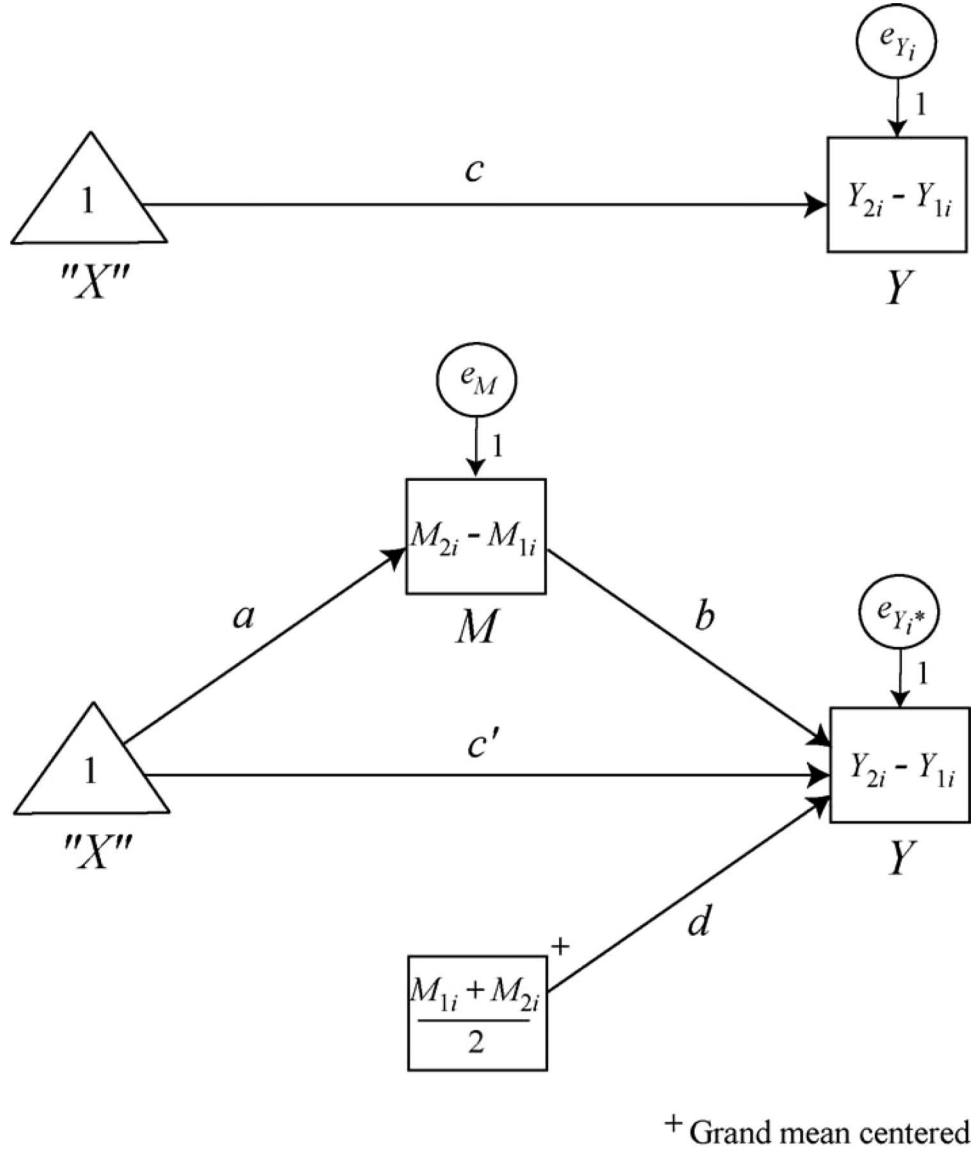 e_{Y_i}
1
c
1
Y_{2i} - Y_{1i}
"X"
Y
e_M
1
M_{2i} - M_{1i}
a
M
b
e_{Y_i*}
1
c'
1
Y_{2i} - Y_{1i}
"X"
Y
d
+
M_{1i} + M_{2i}
2
+ Grand mean centered